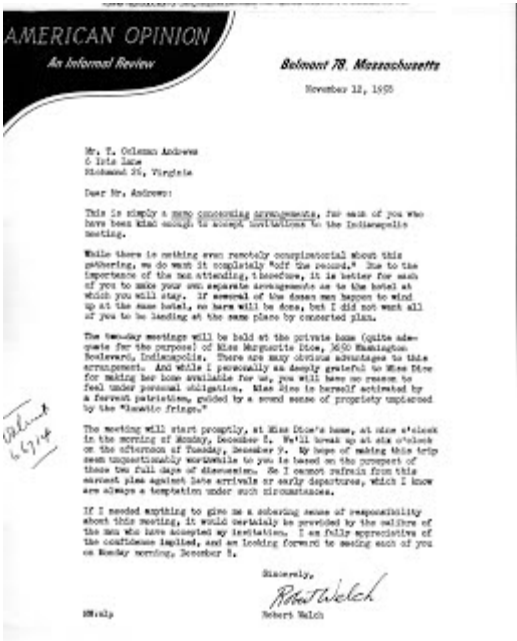 AMERICAN OPINION
An Informal Review
Belmont 78, Massachusetts
November 12, 1958
Mr. T. Coleman Andrews
6 Iris Lane
Richmond 26, Virginia
Dear Mr. Andrews:
This is simply a memo concerning arrangements, for each of you who
have been kind enough to accept invitations to the Indianapolis
meeting.
While there is nothing even remotely conspiratorial about this
gathering, we do want it completely "off the record." Due to the
importance of the men attending, therefore, it is better for each
of you to make your own separate arrangements as to the hotel at
which you will stay. If several of the dozen men happen to wind
up at the same hotel, no harm will be done, but I did not want all
of you to be landing at the same place by concerted plan.
The two-day meetings will be held at the private home (quite ade-
quate for the purpose) of Miss Marguerite Dice, 3650 Washington
Boulevard, Indianapolis. There are many obvious advantages to this
arrangement. And while I personally am deeply grateful to Miss Dice
for making her home available for us, you will have no reason to
feel under personal obligation. Miss Dice is herself activated by
a fervent patriotism, guided by a sound sense of propriety unpierced
by the "lunatic fringe."
The meeting will start promptly, at Miss Dice's home, at nine o'clock
in the morning of Monday, December 8. We'll break up at six o'clock
on the afternoon of Tuesday, December 9. My hope of making this trip
seem unquestionably worthwhile to you is based on the prospect of
these two full days of discussion. So I cannot refrain from this
earnest plea against late arrivals or early departures, which I know
are always a temptation under such circumstances.
If I needed anything to give me a sobering sense of responsibility
about this meeting, it would certainly be provided by the calibre of
the men who have accepted my invitation. I am fully appreciative of
the confidence implied, and am looking forward to seeing each of you
on Monday morning, December 8.
Sincerely,
Robert Welch
RW:mlp
Robert Welch